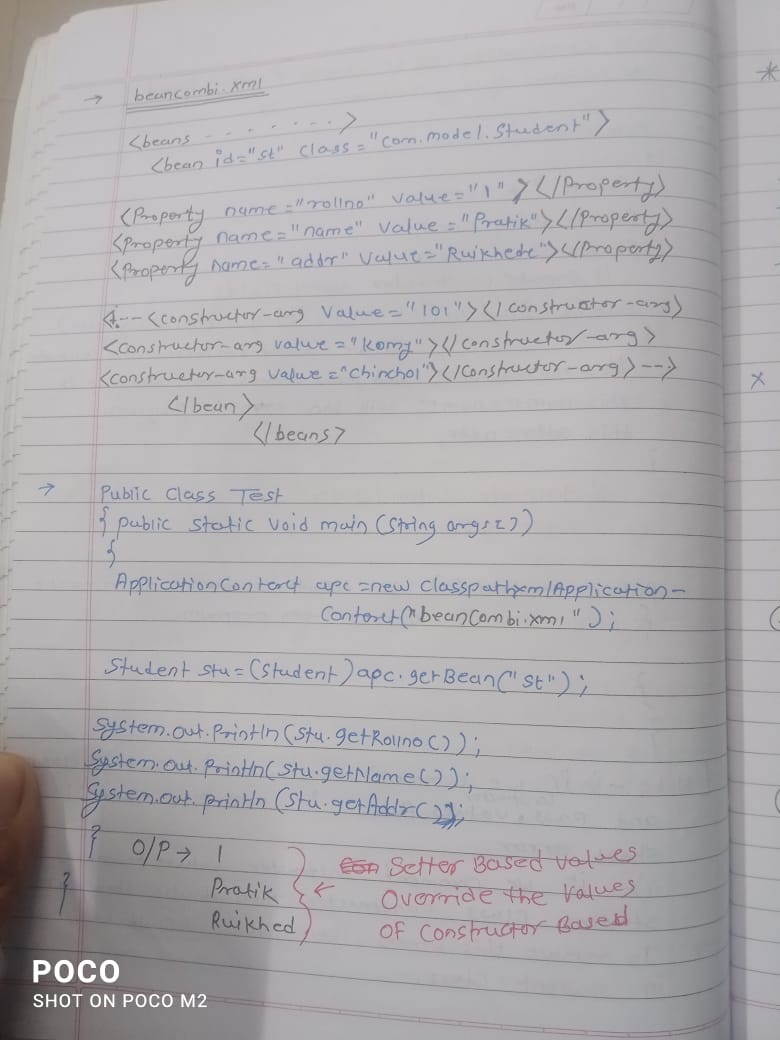 → beancombi.xml
<beans - - . . . . . .>
<bean id="st" class="com.model.Student">
<Property name="rollno" value="1"></Property>
<Property name="name" value="Pratik"></Property>
<Property name="addr" value="Ruikhede"></Property>
<!-- <constructor-arg value="101"></constructor-arg>
<constructor-arg value="Komy"></constructor-arg>
<constructor-arg value="chinchol"></constructor-arg> -->
</bean>
</beans>
→ Public Class Test
{ public static void main (String args[])
{
ApplicationContext apc = new ClasspathxmlApplication-
Context("beanCombi.xml");
Student stu = (Student) apc.getBean("st");
System.out.Println(stu.getRollno());
System.out.Println(stu.getName());
System.out.println(stu.getAddr());
} O/P → 1
Pratik
}
Ruikhed
← Setter Based values
Override the values
of Constructor Based
*
x
POCO
SHOT ON POCO M2